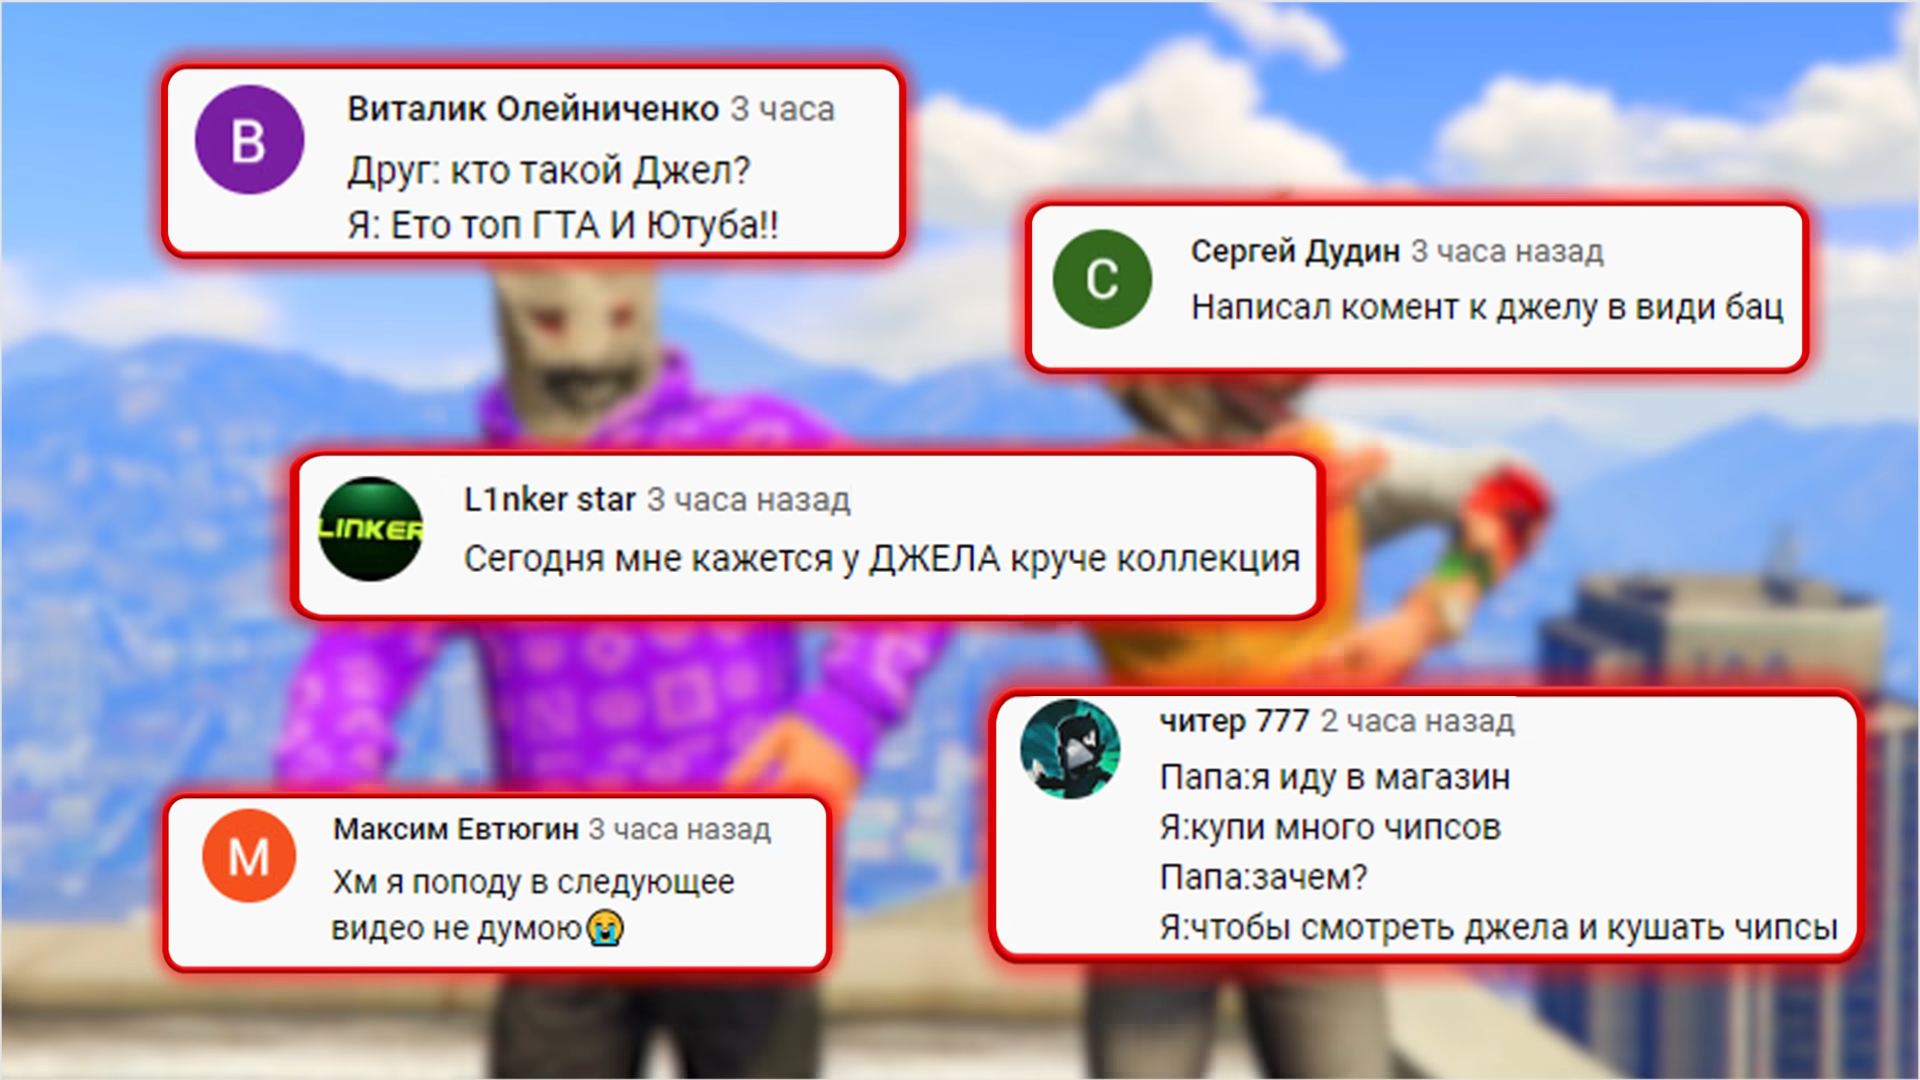 В
Виталик Олейниченко 3 часа
Друг: кто такой Джел?
Я: Ето топ ГТА И Ютуба!!
С
Сергей Дудин 3 часа назад
Написал комент к джелу в види бац
LINKER
L1nker star 3 часа назад
Сегодня мне кажется у ДЖЕЛА круче коллекция
читер 777 2 часа назад
Папа:я иду в магазин
Я:купи много чипсов
Папа:зачем?
Я:чтобы смотреть джела и кушать чипсы
М
Максим Евтюгин 3 часа назад
Хм я поподу в следующее
видео не думою😭